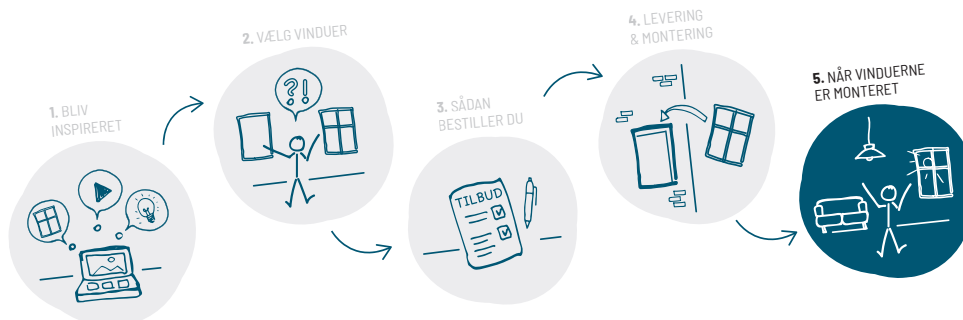 1. BLIV
INSPIRERET
2. VÆLG VINDUER
?!
3. SÅDAN
BESTILLER DU
TILBUD
4. LEVERING
& MONTERING
5. NÅR VINDUERNE
ER MONTERET